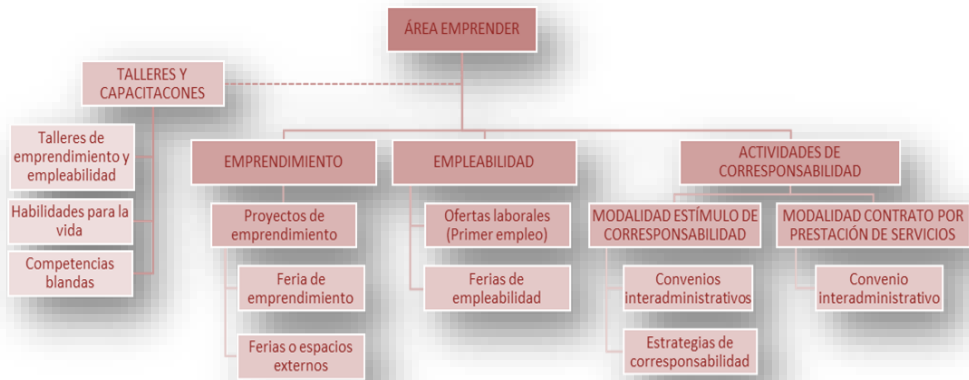 ÁREA EMPRENDER
TALLERES Y
CAPACITACONES
Talleres de
emprendimiento y
empleabilidad
Habilidades para la
vida
Competencias
blandas
EMPRENDIMIENTO
Proyectos de
emprendimiento
Feria de
emprendimiento
Ferias o espacios
externos
EMPLEABILIDAD
Ofertas laborales
(Primer empleo)
Ferias de
empleabilidad
ACTIVIDADES DE
CORRESPONSABILIDAD
MODALIDAD ESTÍMULO DE
CORRESPONSABILIDAD
Convenios
interadministrativos
Estrategias de
corresponsabilidad
MODALIDAD CONTRATO POR
PRESTACIÓN DE SERVICIOS
Convenio
interadministrativo